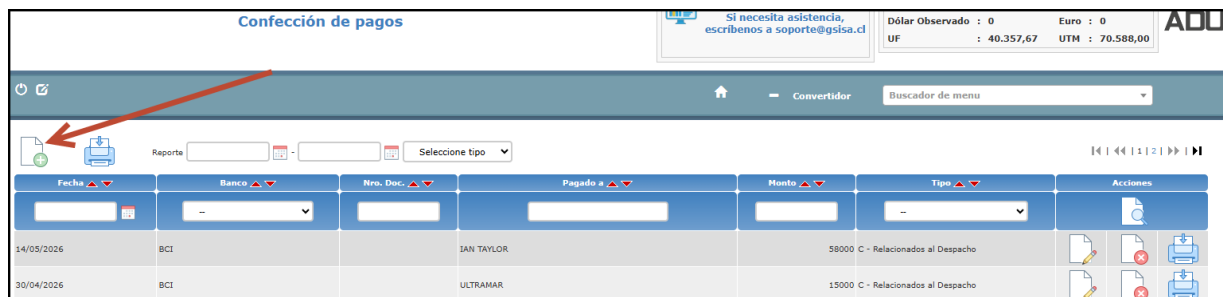 Confección de pagos
Si necesita asistencia,
escríbenos a soporte@gsisa.cl
Dólar Observado : 0 Euro : 0
UF : 40.357,67 UTM : 70.588,00
Convertidor Buscador de menu
Reporte - Seleccione tipo
| 1 | 2 |
Fecha Banco Nro. Doc. Pagado a Monto Tipo Acciones
-- --
14/05/2026 BCI IAN TAYLOR 58000 C - Relacionados al Despacho
30/04/2026 BCI ULTRAMAR 15000 C - Relacionados al Despacho